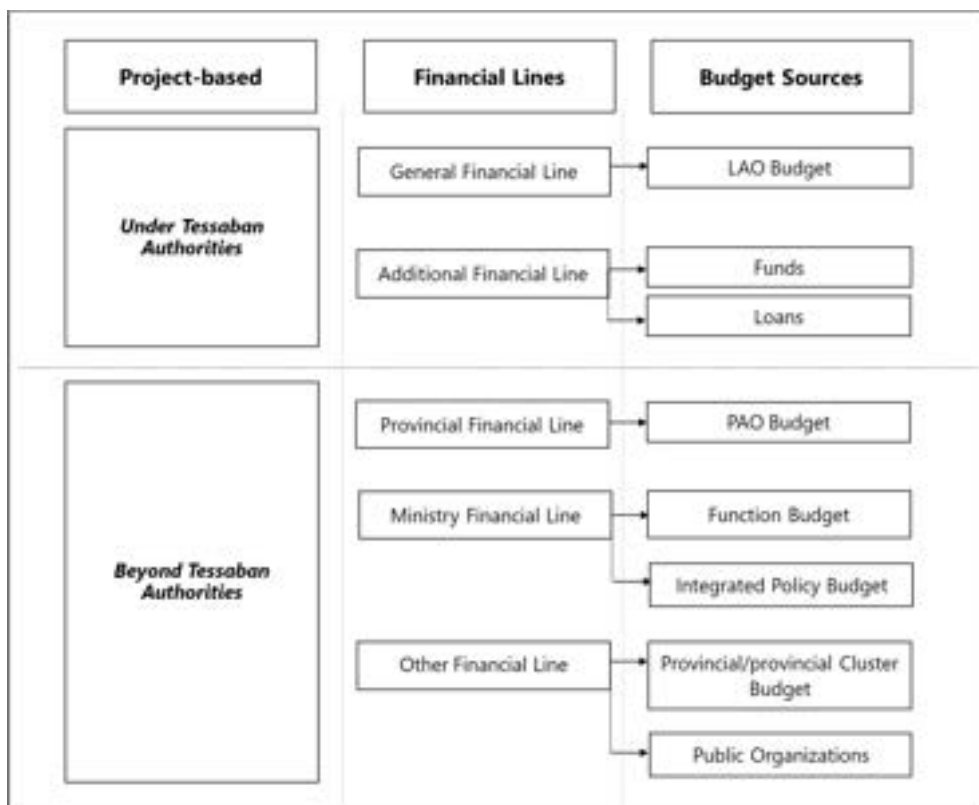 Project-based
Financial Lines
Budget Sources
Under Tessaban
Authorities
General Financial Line
LAO Budget
Additional Financial Line
Funds
Loans
Beyond Tessaban
Authorities
Provincial Financial Line
PAO Budget
Ministry Financial Line
Function Budget
Integrated Policy Budget
Other Financial Line
Provincial/provincial Cluster
Budget
Public Organizations